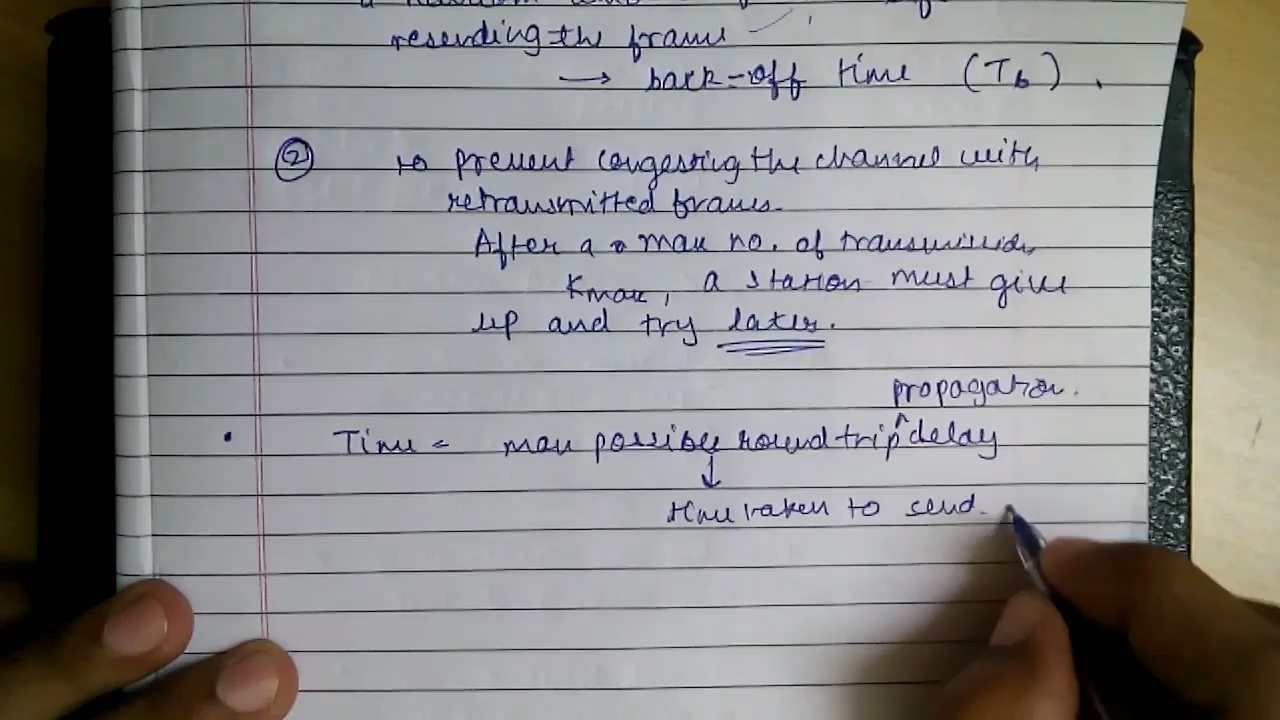 resending the frame
→ back-off time (Tb).
② to prevent congesting the channel with
retransmitted frames.
After a max no. of transmission
Kmax, a station must give
up and try later.
propagation.
• Time = max possible round trip ^ delay
↓
time taken to send.